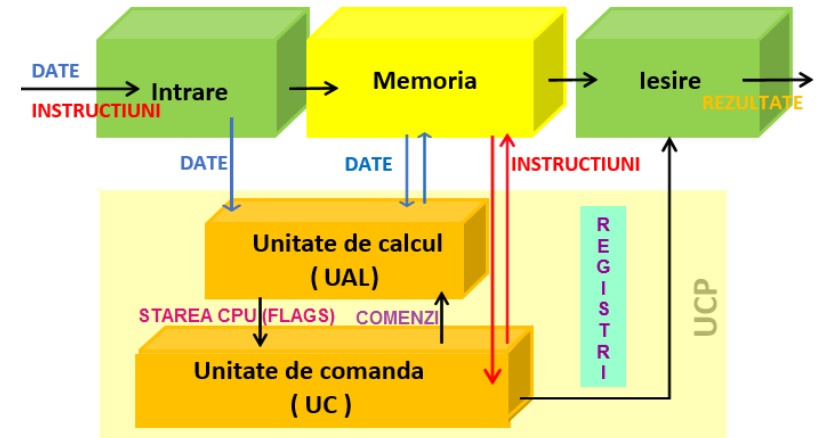 DATE
INSTRUCTIUNI
Intrare
Memoria
Iesire
REZULTATE
DATE
DATE
INSTRUCTIUNI
Unitate de calcul
( UAL)
REGISTRI
UCP
STAREA CPU (FLAGS)
COMENZI
Unitate de comanda
( UC )